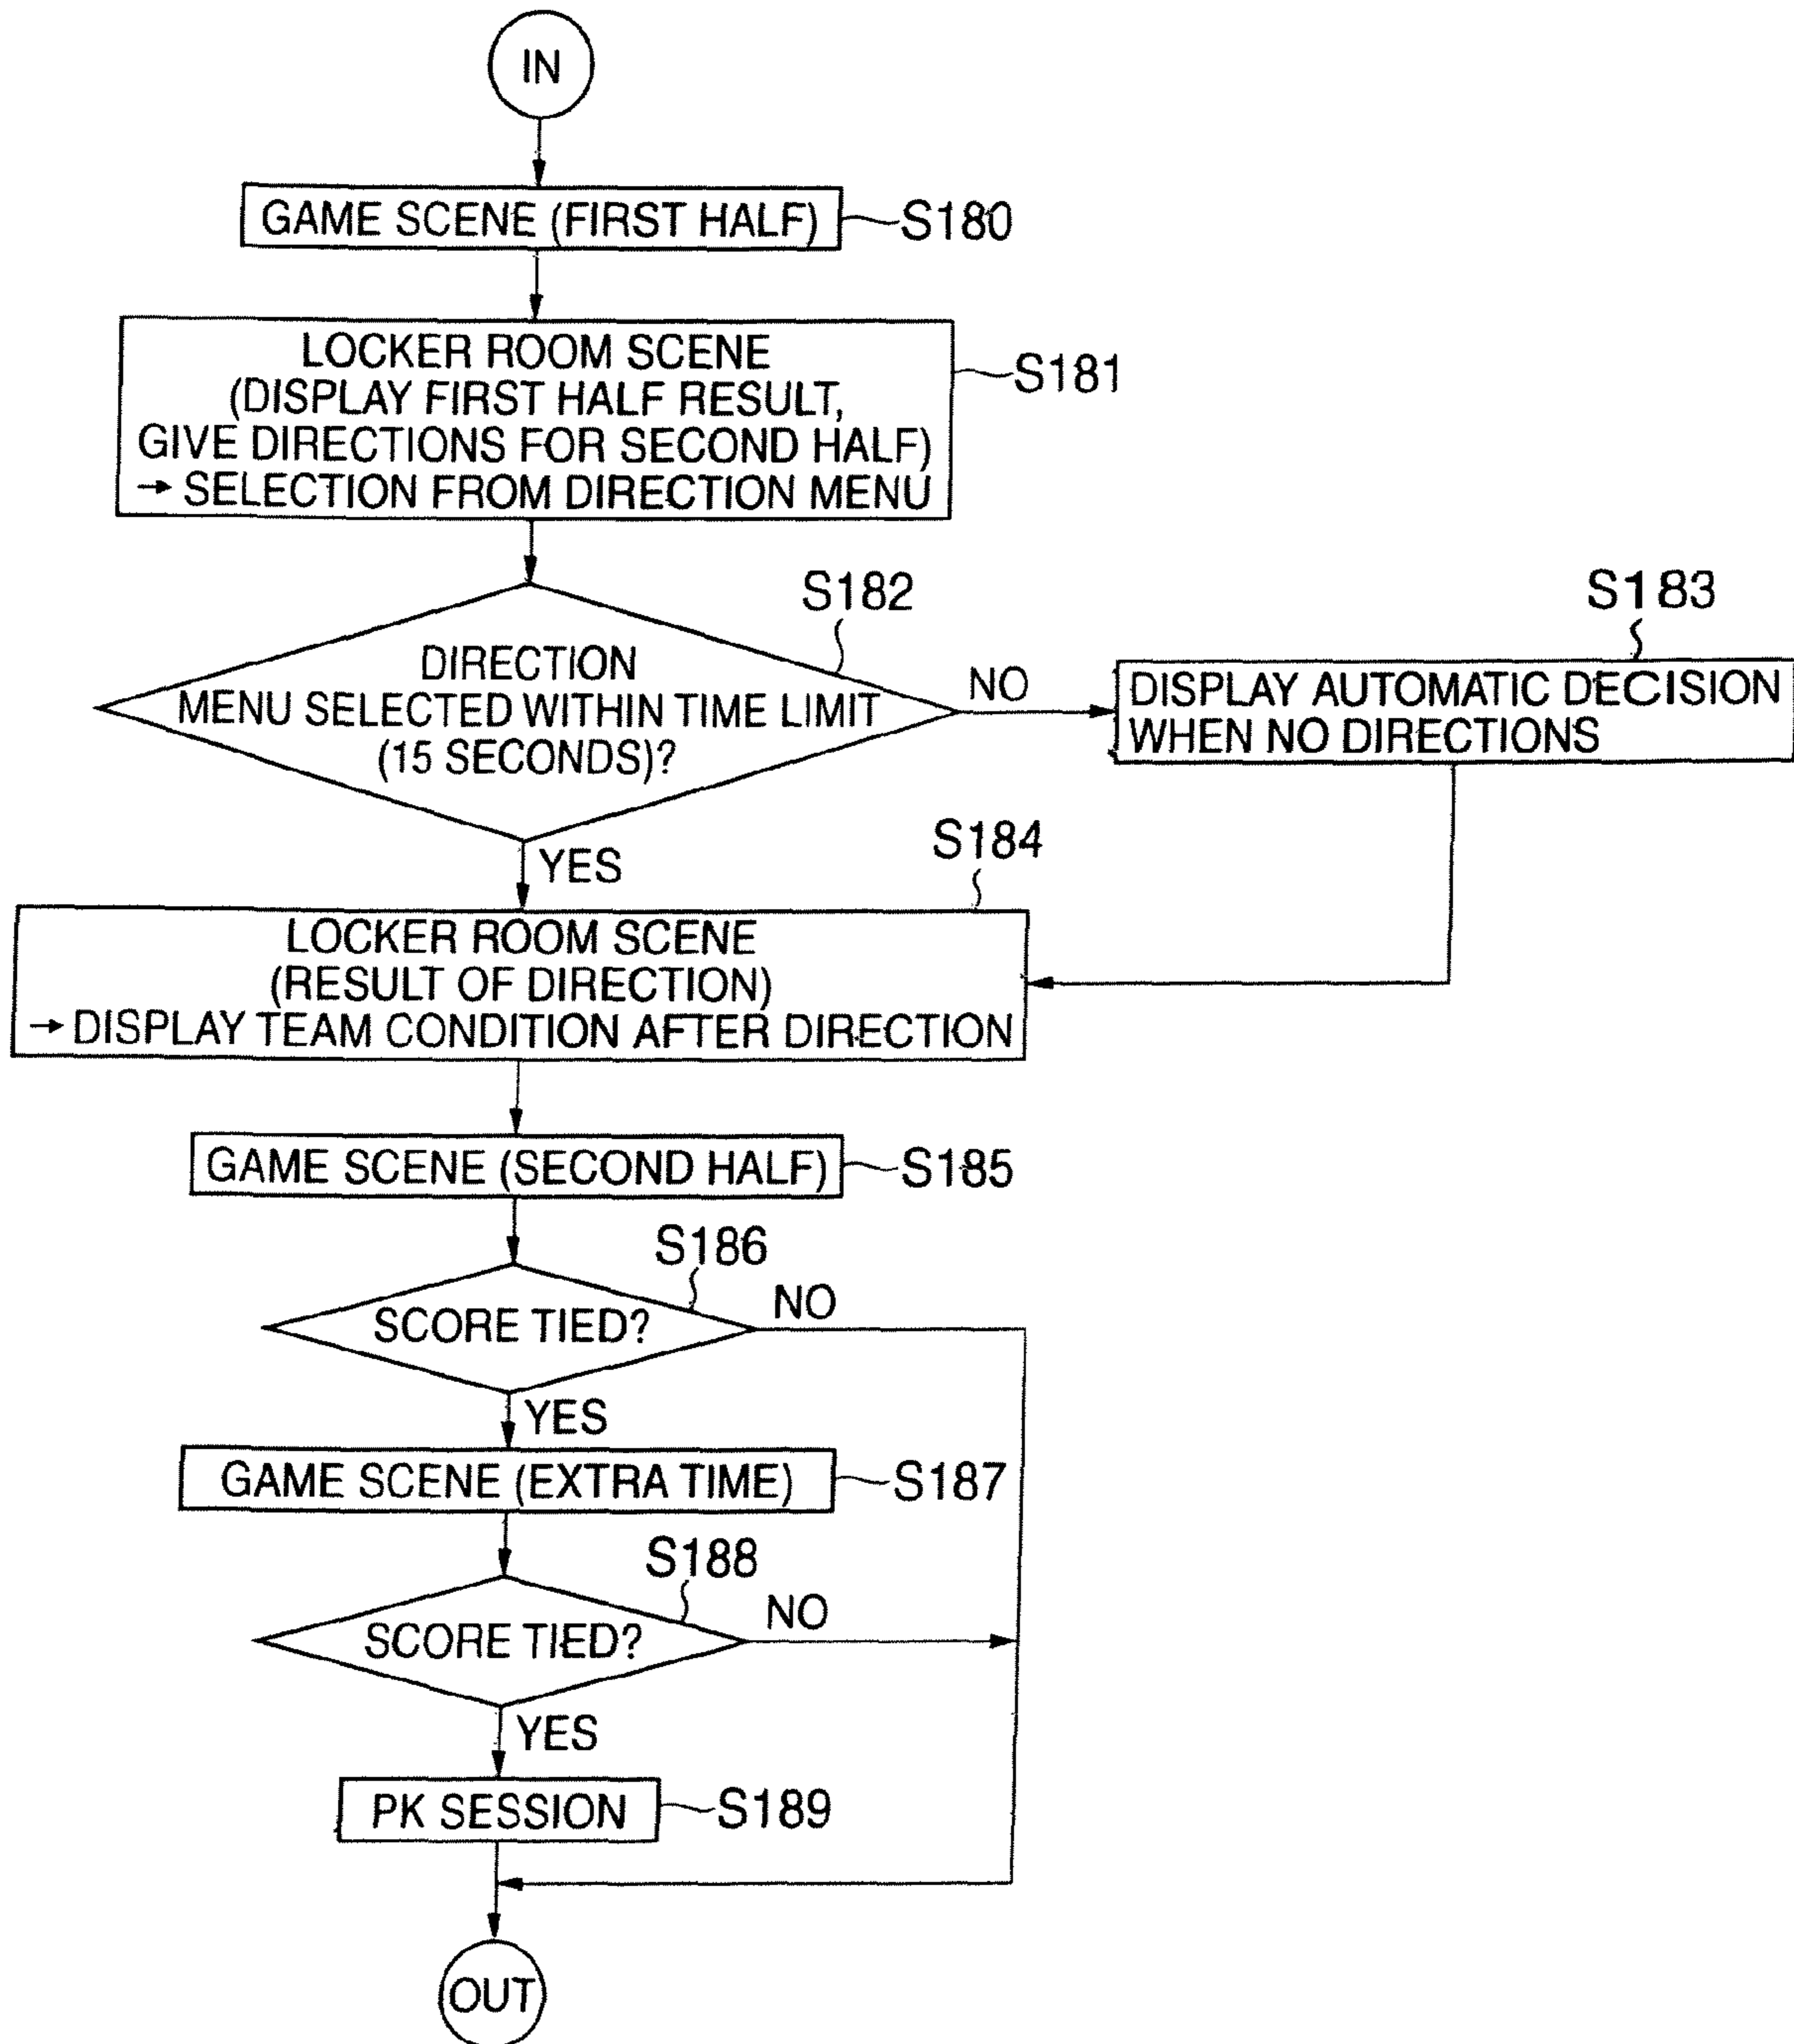 IN
GAME SCENE (FIRST HALF)
S180
LOCKER ROOM SCENE
(DISPLAY FIRST HALF RESULT,
GIVE DIRECTIONS FOR SECOND HALF)
→ SELECTION FROM DIRECTION MENU
S181
S182
DIRECTION
MENU SELECTED WITHIN TIME LIMIT
(15 SECONDS)?
NO
S183
DISPLAY AUTOMATIC DECISION
WHEN NO DIRECTIONS
YES
S184
LOCKER ROOM SCENE
(RESULT OF DIRECTION)
→ DISPLAY TEAM CONDITION AFTER DIRECTION
GAME SCENE (SECOND HALF)
S185
S186
SCORE TIED?
NO
YES
GAME SCENE (EXTRA TIME)
S187
S188
SCORE TIED?
NO
YES
PK SESSION
S189
OUT